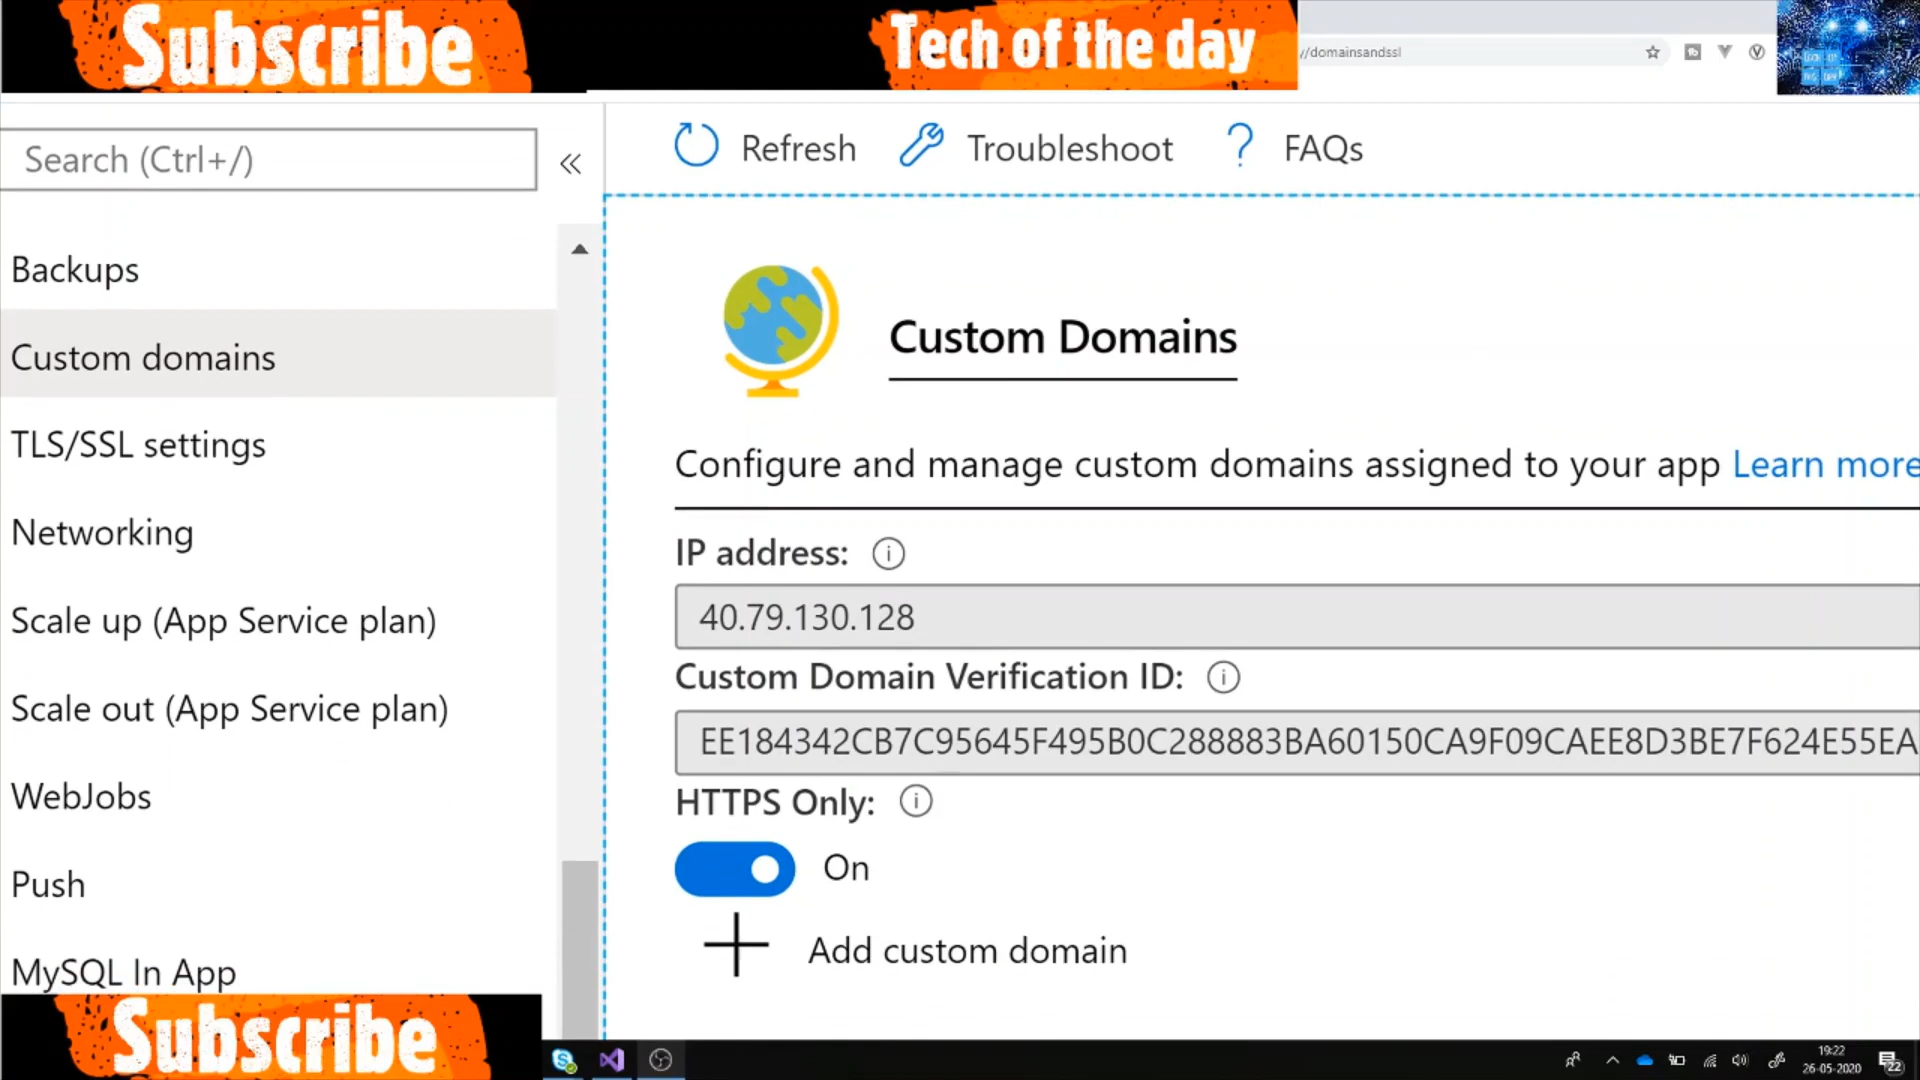 Subscribe
Tech of the day
//domainsandssl
Search (Ctrl+/)
Refresh
Troubleshoot
FAQs
Backups
Custom domains
TLS/SSL settings
Networking
Scale up (App Service plan)
Scale out (App Service plan)
WebJobs
Push
MySQL In App
Custom Domains
Configure and manage custom domains assigned to your app Learn more
IP address:
40.79.130.128
Custom Domain Verification ID:
EE184342CB7C95645F495B0C288883BA60150CA9F09CAEE8D3BE7F624E55EA
HTTPS Only:
On
Add custom domain
Subscribe
19:22
26-05-2020
22